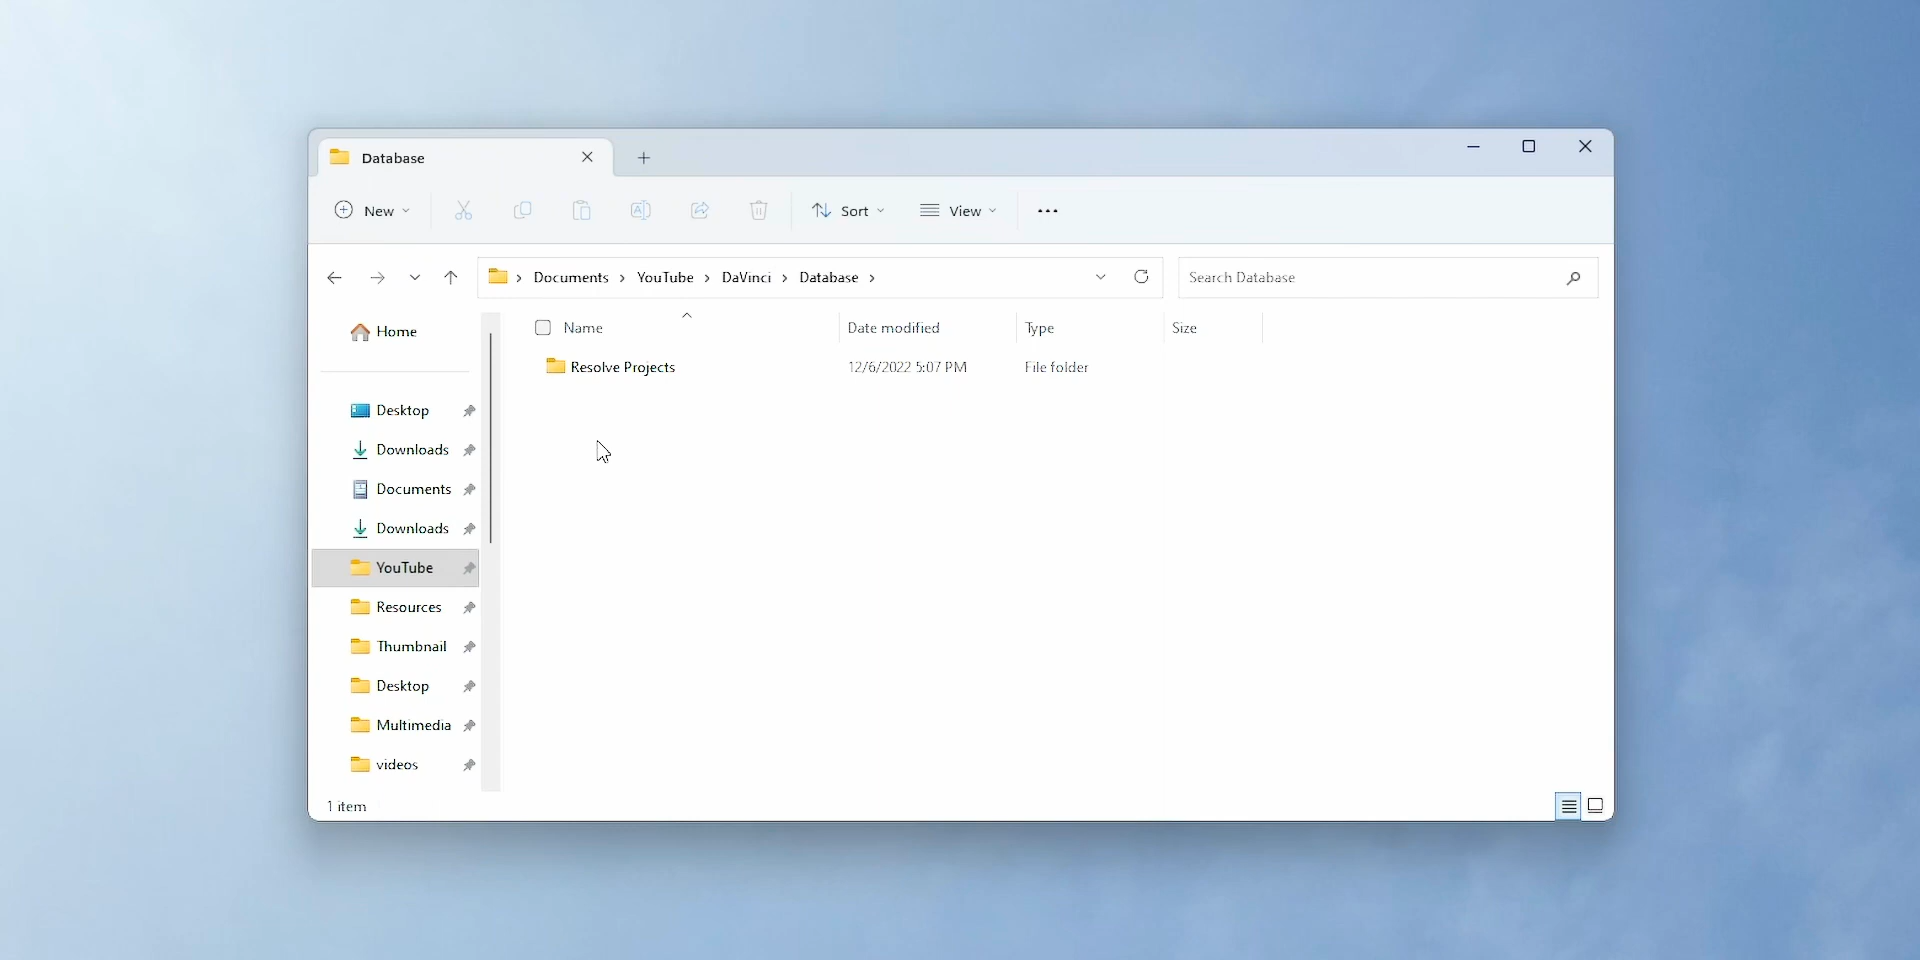 Database
New
Sort
View
Documents > YouTube > DaVinci > Database >
Search Database
Name
Date modified
Type
Size
Resolve Projects
12/6/2022 5:07 PM
File folder
Home
Desktop
Downloads
Documents
Downloads
YouTube
Resources
Thumbnail
Desktop
Multimedia
videos
1 item